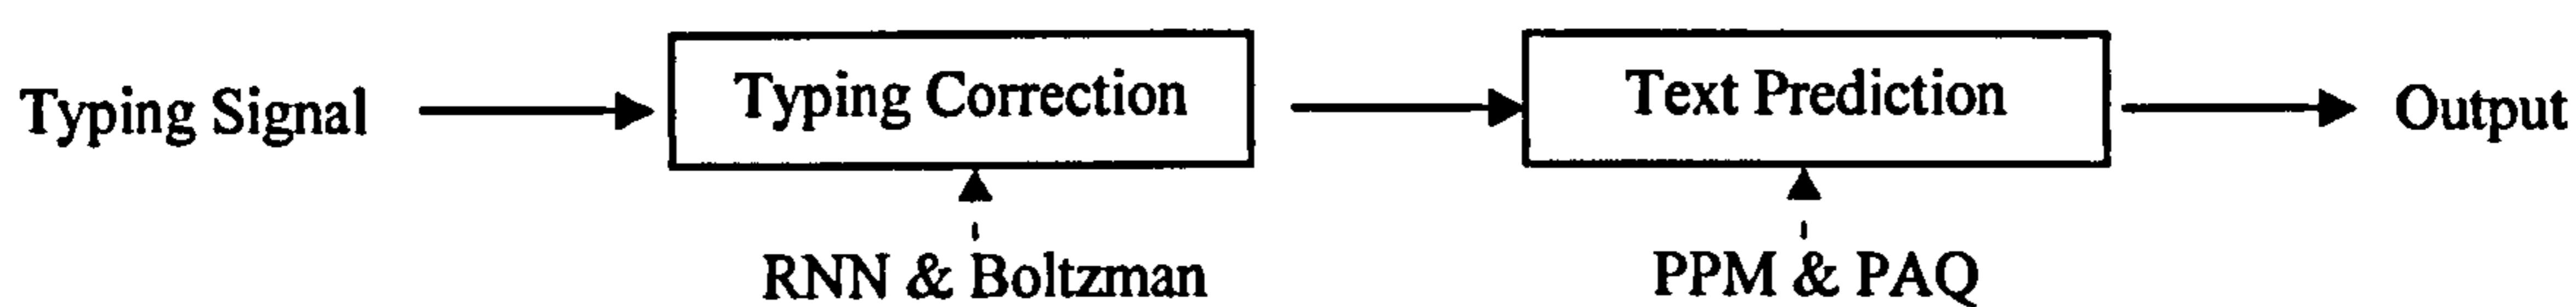 Typing Signal
Typing Correction
Text Prediction
Output
RNN & Boltzman
PPM & PAQ